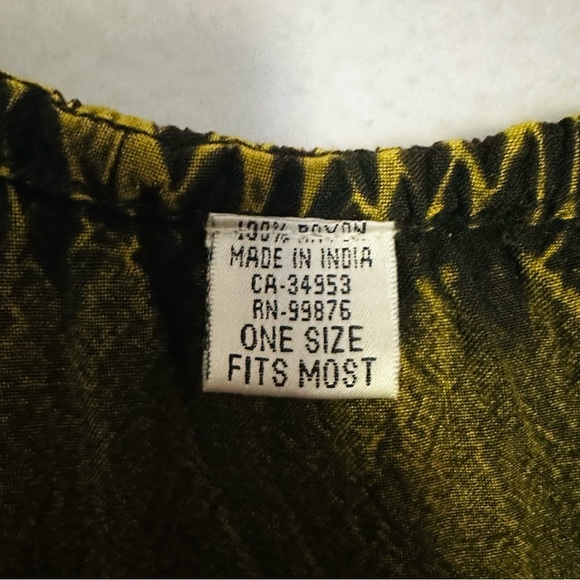 100% RAYON
MADE IN INDIA
CA-34953
RN-99876
ONE SIZE
FITS MOST